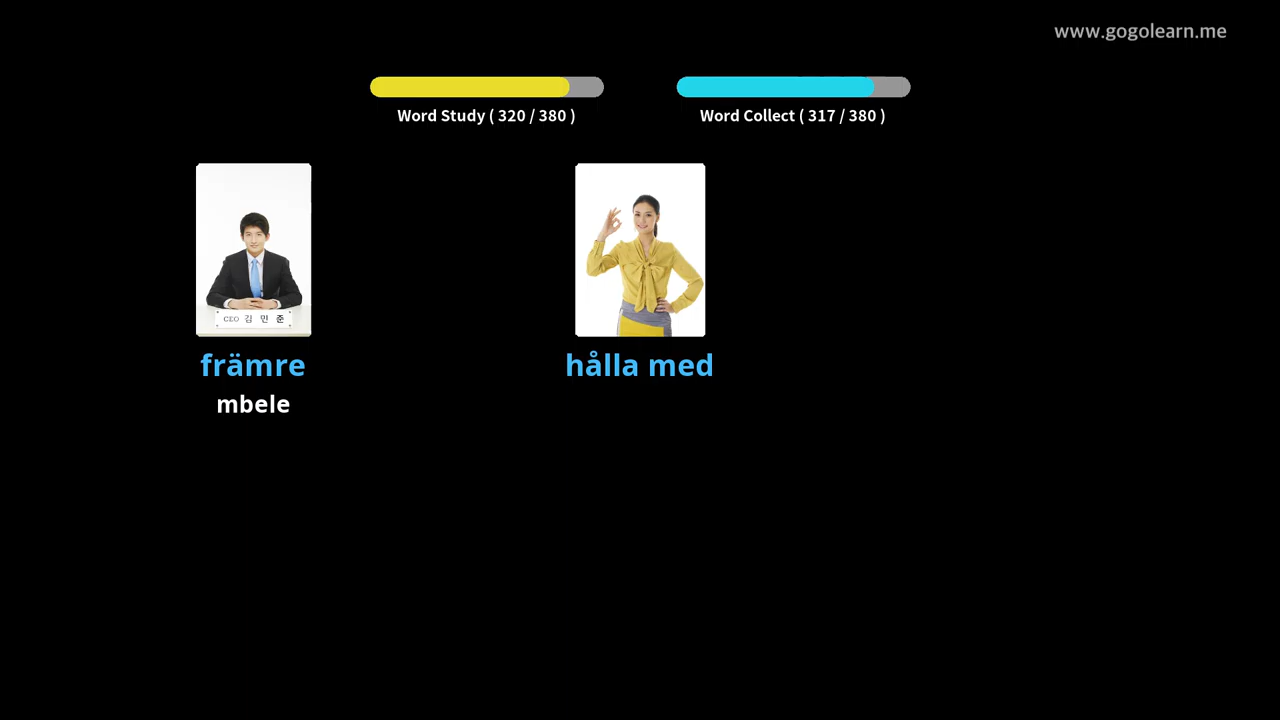 www.gogolearn.me
Word Study ( 320 / 380 )
Word Collect ( 317 / 380 )
CEO 김 민 준
främre
hålla med
mbele